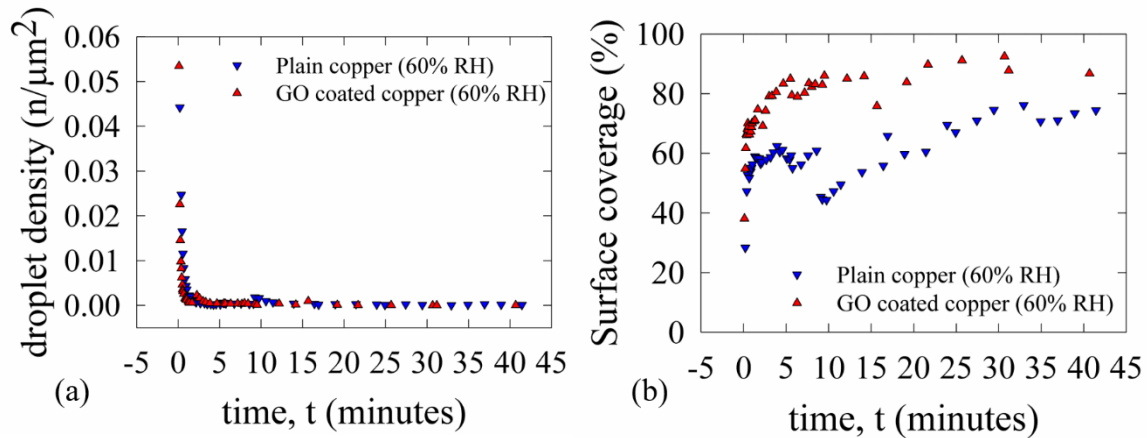 droplet density (n/µm²)
0.06
0.05
0.04
0.03
0.02
0.01
0.00
Plain copper (60% RH)
GO coated copper (60% RH)
-5 0 5 10 15 20 25 30 35 40 45
(a)
time, t (minutes)
Surface coverage (%)
100
80
60
40
20
0
Plain copper (60% RH)
GO coated copper (60% RH)
-5 0 5 10 15 20 25 30 35 40 45
(b)
time, t (minutes)